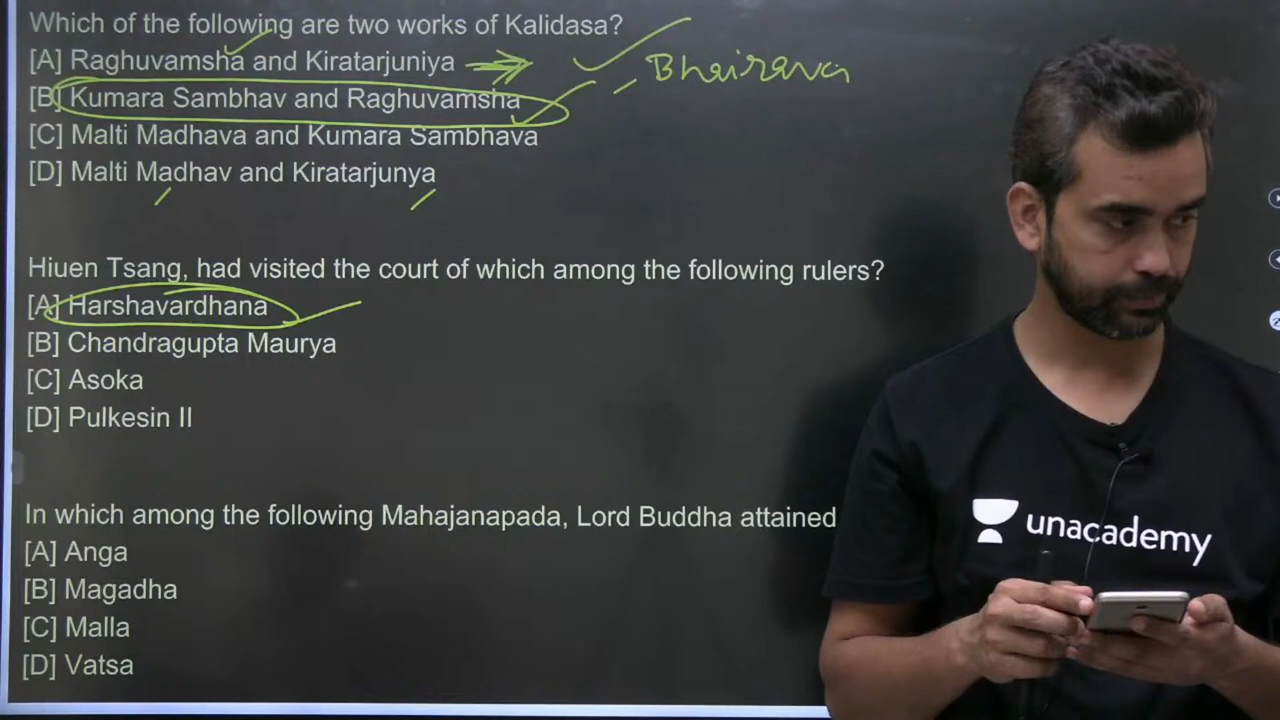 Which of the following are two works of Kalidasa?
[A] Raghuvamsha and Kiratarjuniya
Bhairava
[B] Kumara Sambhav and Raghuvamsha
[C] Malti Madhava and Kumara Sambhava
[D] Malti Madhav and Kiratarjunya
Hiuen Tsang, had visited the court of which among the following rulers?
[A] Harshavardhana
[B] Chandragupta Maurya
[C] Asoka
[D] Pulkesin II
In which among the following Mahajanapada, Lord Buddha attained
[A] Anga
[B] Magadha
[C] Malla
[D] Vatsa
unacademy